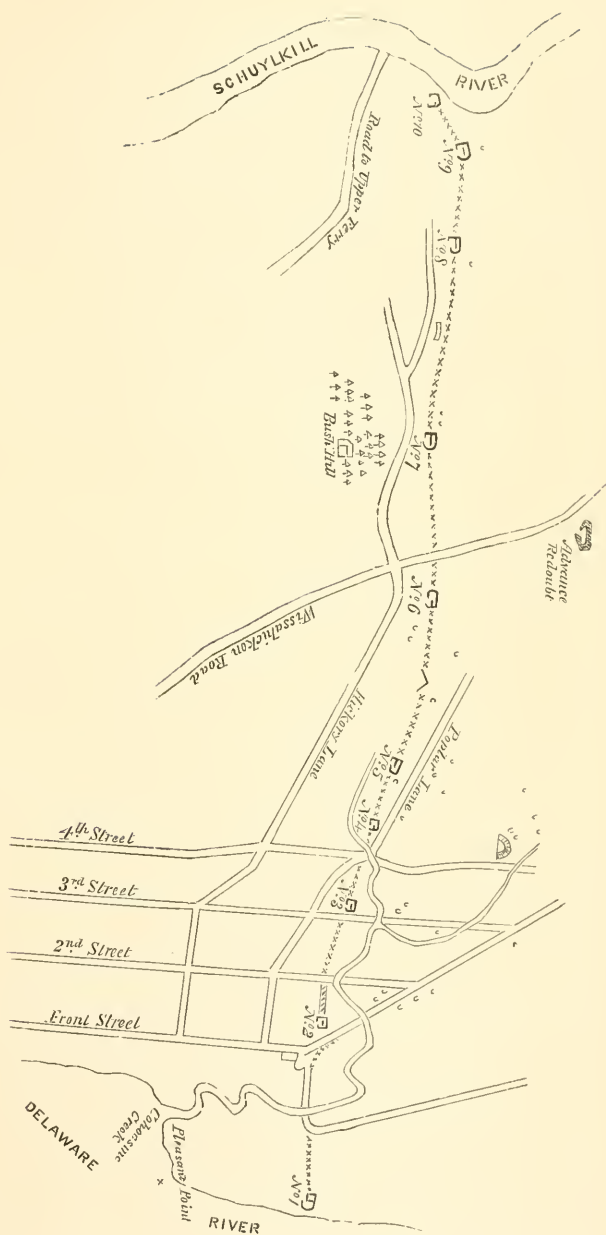 SCHUYLKILL RIVER
No. 10
No. 9
Road to Upper Ferry
No. 8
Bush Hill
No. 7
Advance
Redoubt
No. 6
Wissahickon Road
Hickory Lane
Poplar Lane
No. 5
No. 4
4th Street
3rd Street
No. 3
2nd Street
Front Street
No. 2
Cohocsinc
Creek
Pleasant Point
DELAWARE RIVER
No. 1